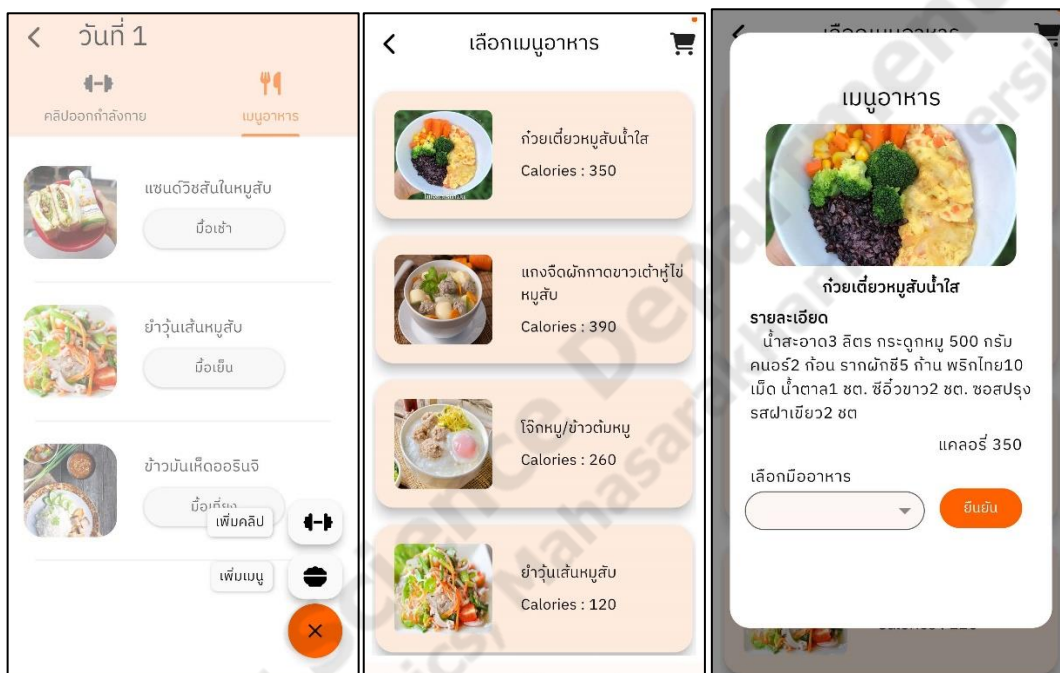 วันที่ 1
คลิปออกกำลังกาย
เมนูอาหาร
แซนด์วิชสันในหมูสับ
มื้อเช้า
ยำวุ้นเส้นหมูสับ
มื้อเย็น
ข้าวมันเห็ดออรินจิ
มื้อเที่ยง
เพิ่มคลิป
เพิ่มเมนู
เลือกเมนูอาหาร
ก๋วยเตี๋ยวหมูสับน้ำใส
Calories : 350
แกงจืดผักกาดขาวเต้าหู้ไข่
หมูสับ
Calories : 390
โจ๊กหมู/ข้าวต้มหมู
Calories : 260
ยำวุ้นเส้นหมูสับ
Calories : 120
เลือกเมนูอาหาร
เมนูอาหาร
ก๋วยเตี๋ยวหมูสับน้ำใส
รายละเอียด
น้ำสะอาด3 ลิตร กระดูกหมู 500 กรัม
คนอร์2 ก้อน รากผักชี5 ก้าน พริกไทย10
เม็ด น้ำตาล1 ชต. ซีอิ๋วขาว2 ชต. ซอสปรุง
รสฝาเขียว2 ชต
แคลอรี่ 350
เลือกมืออาหาร
ยืนยัน